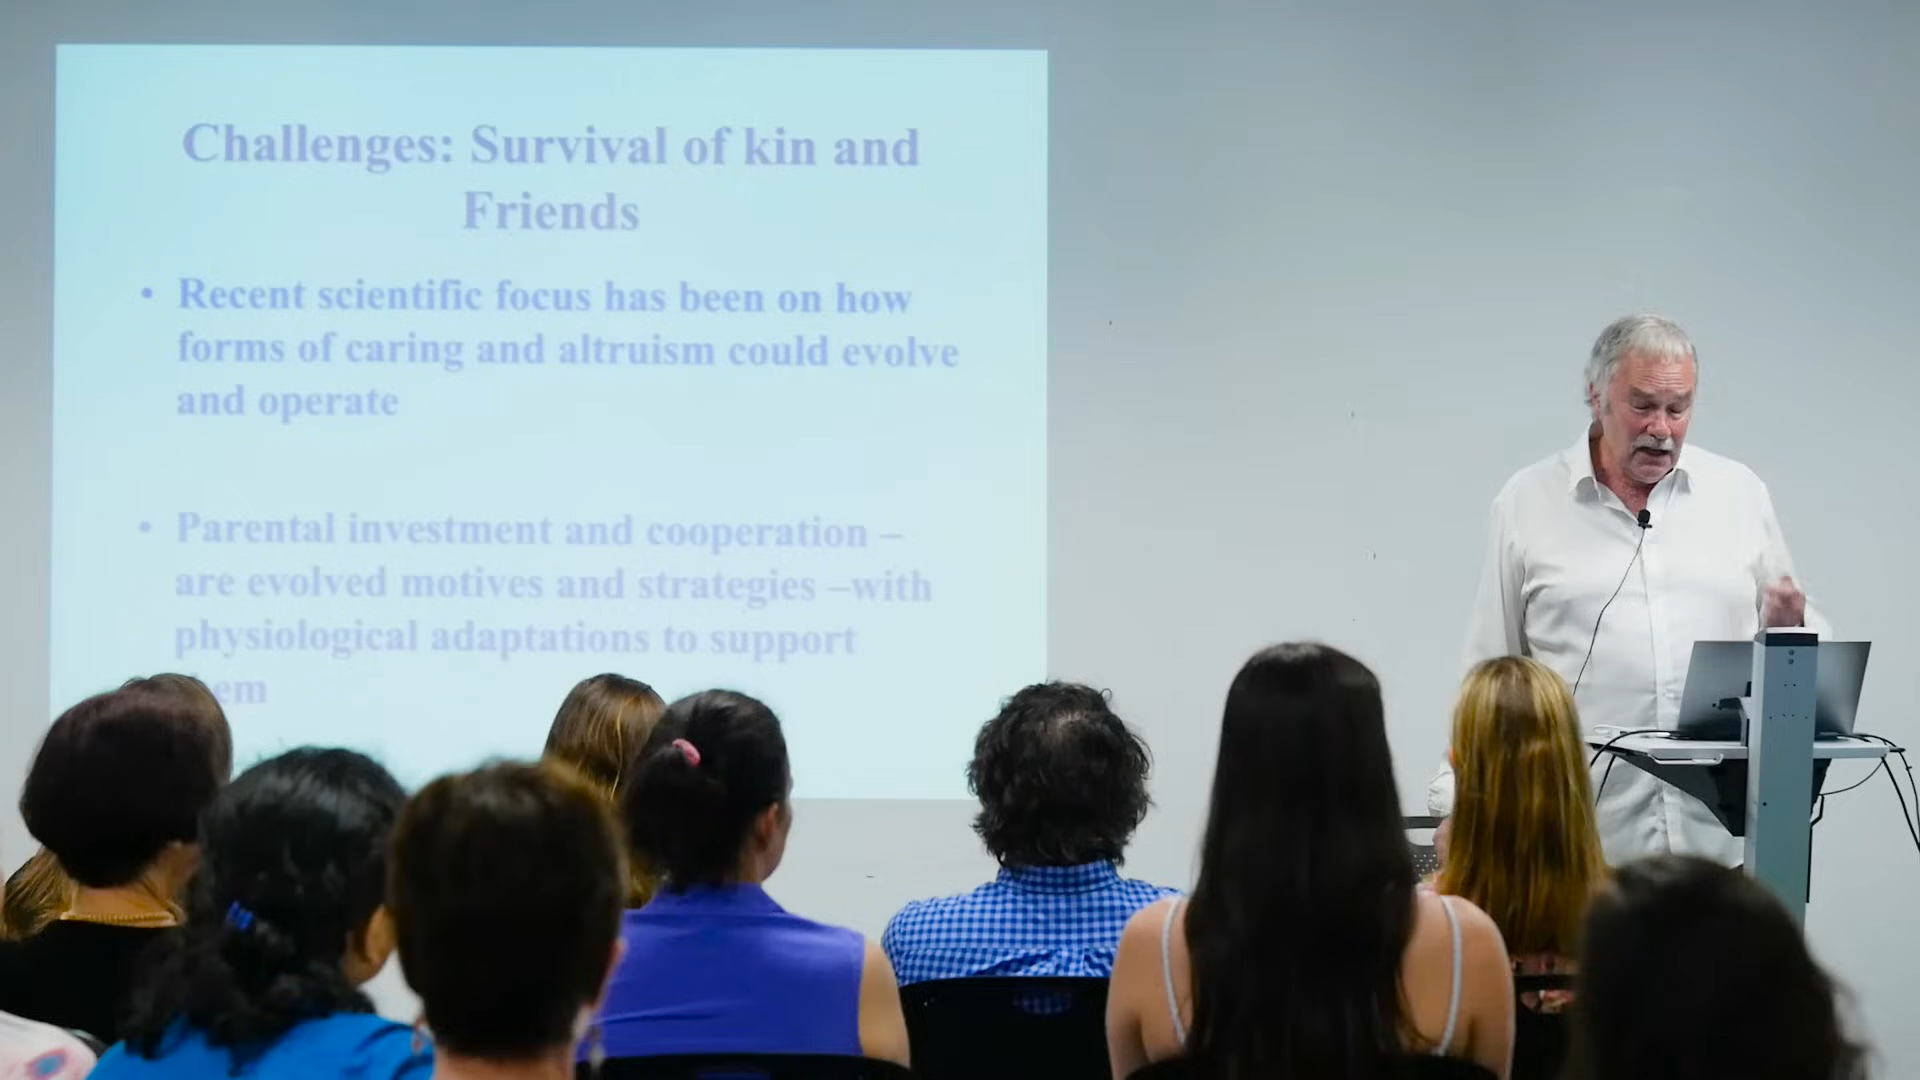 Challenges: Survival of kin and
Friends
• Recent scientific focus has been on how
forms of caring and altruism could evolve
and operate
• Parental investment and cooperation –
are evolved motives and strategies –with
physiological adaptations to support